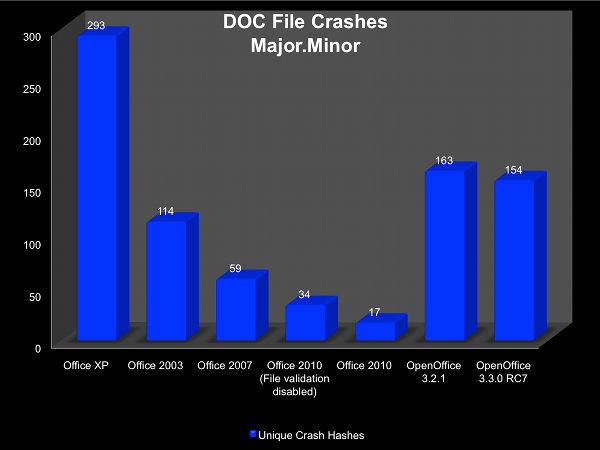 DOC File Crashes
Major.Minor
300
250
200
150
100
50
0
293
114
59
34
17
163
154
Office XP
Office 2003
Office 2007
Office 2010
(File validation
disabled)
Office 2010
OpenOffice
3.2.1
OpenOffice
3.3.0 RC7
Unique Crash Hashes